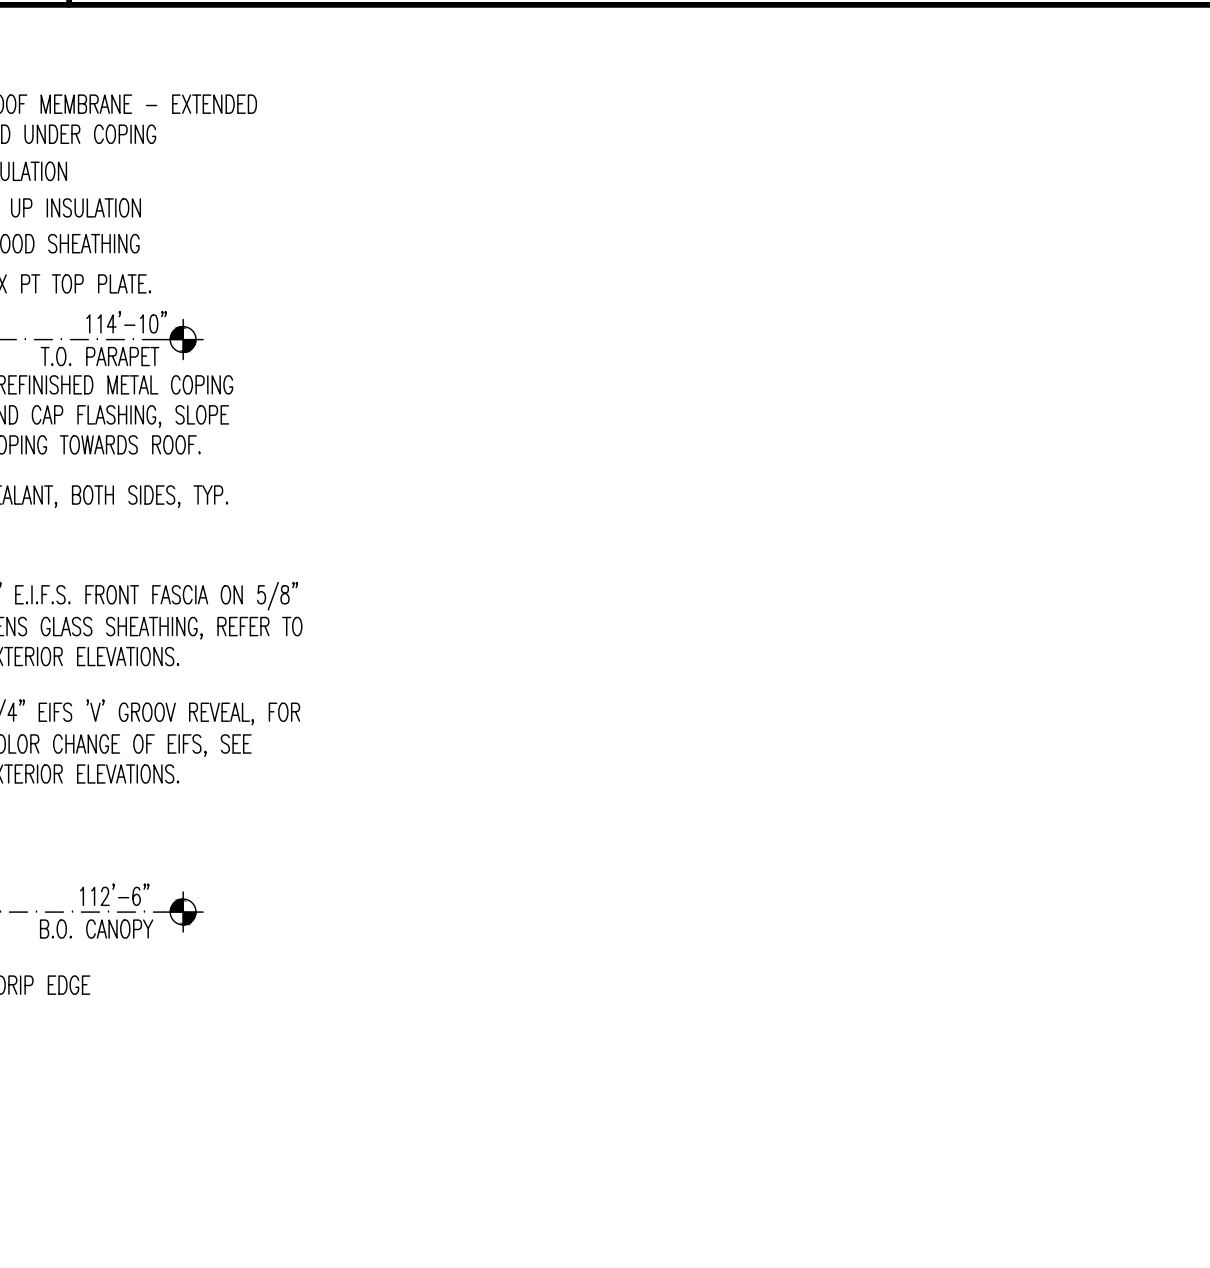 OOF MEMBRANE – EXTENDED
D UNDER COPING
ULATION
UP INSULATION
OOD SHEATHING
X PT TOP PLATE.
114'–10"
T.O. PARAPET
REFINISHED METAL COPING
ND CAP FLASHING, SLOPE
OPING TOWARDS ROOF.
EALANT, BOTH SIDES, TYP.
" E.I.F.S. FRONT FASCIA ON 5/8"
ENS GLASS SHEATHING, REFER TO
XTERIOR ELEVATIONS.
/4" EIFS 'V' GROOV REVEAL, FOR
OLOR CHANGE OF EIFS, SEE
XTERIOR ELEVATIONS.
112'–6"
B.O. CANOPY
DRIP EDGE